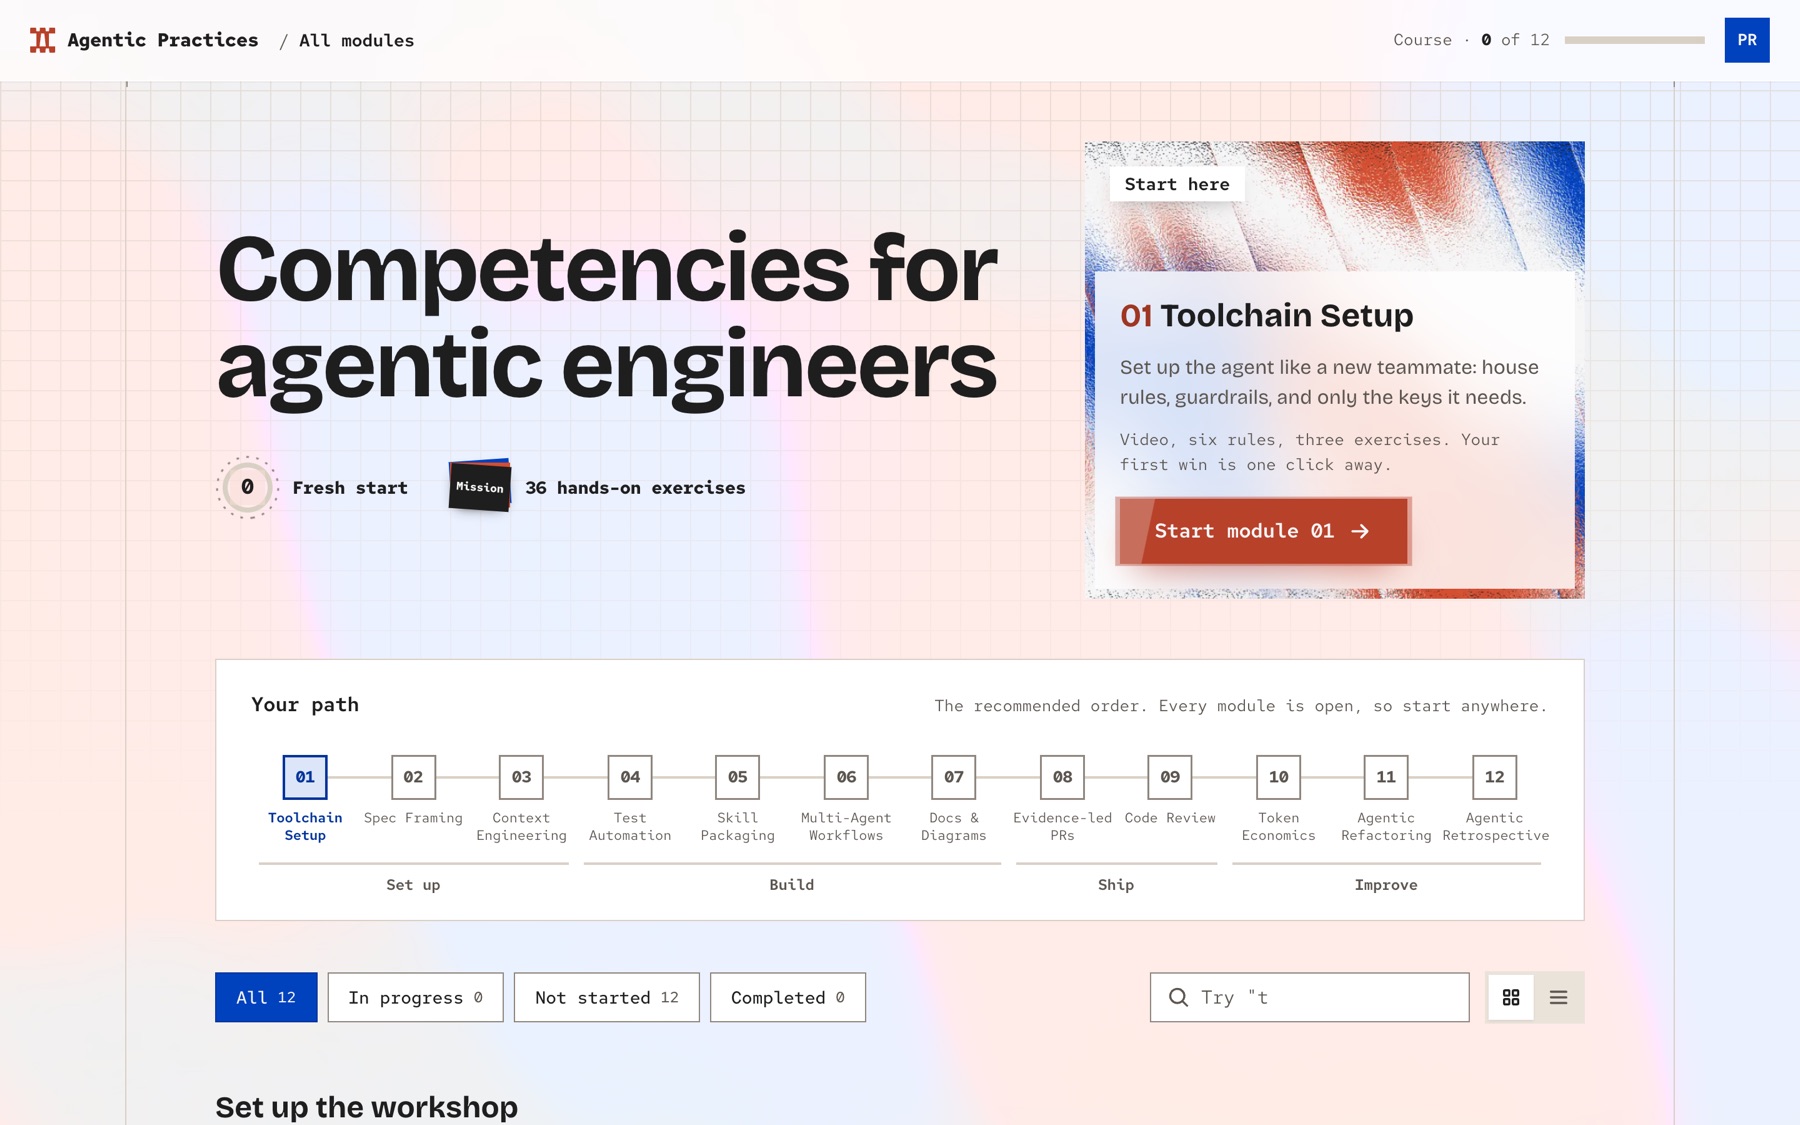 Agentic Practices / All modules
Course · 0 of 12
PR
Competencies for
agentic engineers
0 Fresh start
Mission 36 hands-on exercises
Start here
01 Toolchain Setup
Set up the agent like a new teammate: house
rules, guardrails, and only the keys it needs.
Video, six rules, three exercises. Your
first win is one click away.
Start module 01 →
Your path
The recommended order. Every module is open, so start anywhere.
01 Toolchain Setup
02 Spec Framing
03 Context Engineering
04 Test Automation
05 Skill Packaging
06 Multi-Agent Workflows
07 Docs & Diagrams
08 Evidence-led PRs
09 Code Review
10 Token Economics
11 Agentic Refactoring
12 Agentic Retrospective
Set up
Build
Ship
Improve
All 12
In progress 0
Not started 12
Completed 0
Try "t
Set up the workshop